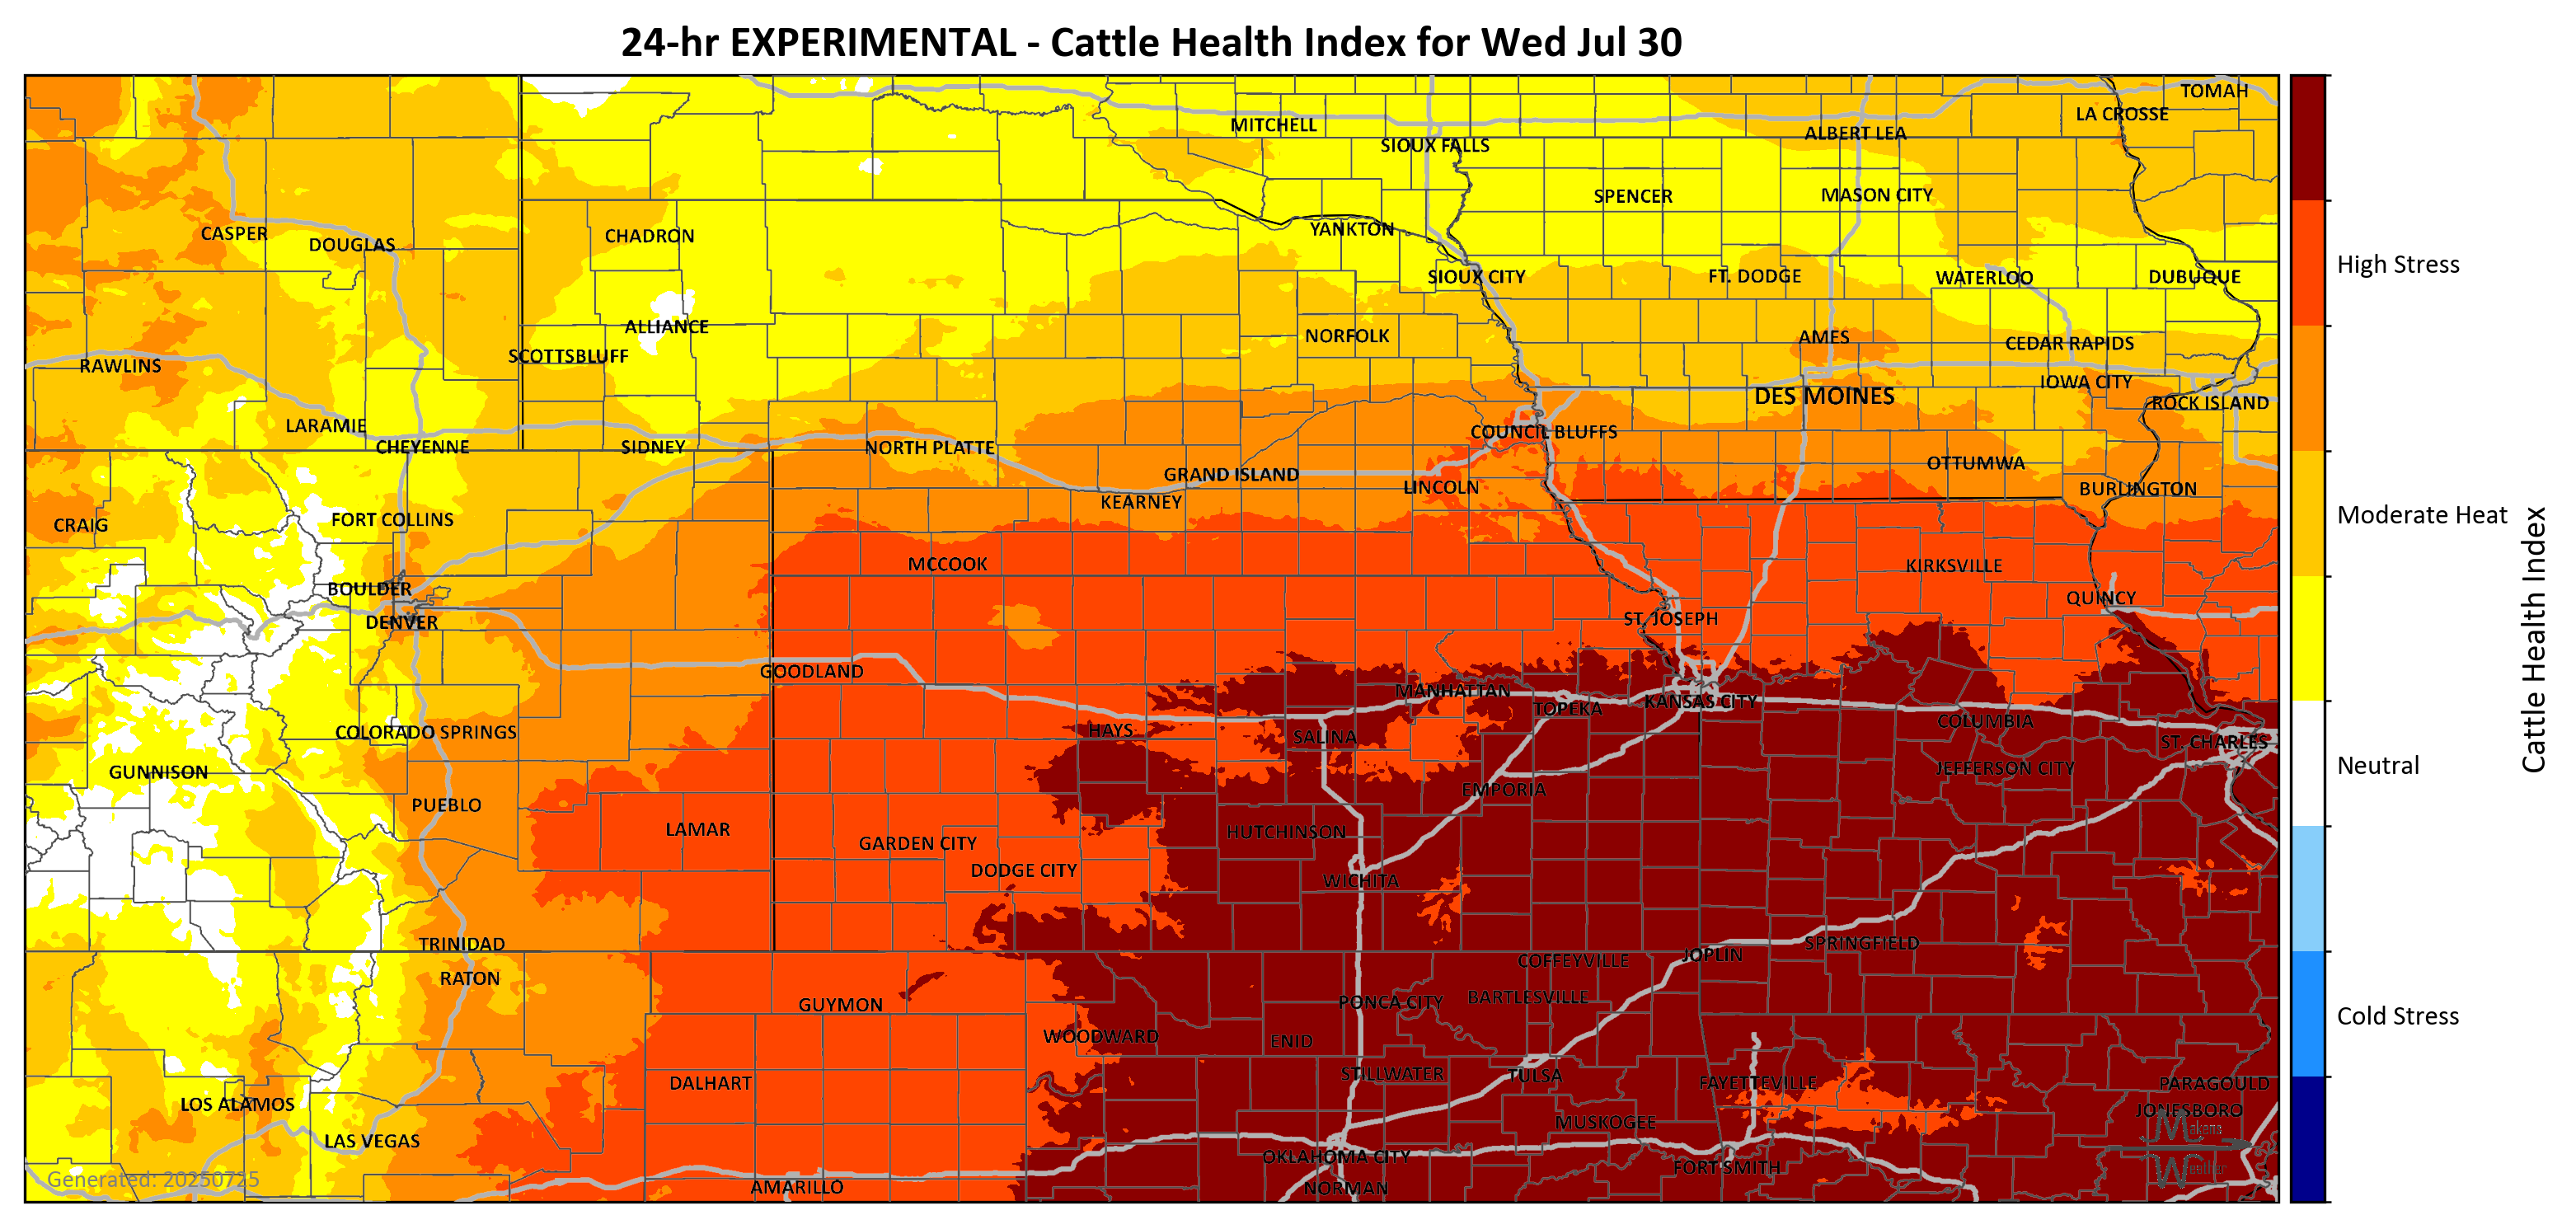 24-hr EXPERIMENTAL - Cattle Health Index for Wed Jul 30
TOMAH
LA CROSSE
MITCHELL
ALBERT LEA
SIOUX FALLS
SPENCER
MASON CITY
CASPER
DOUGLAS
CHADRON
YANKTON
SIOUX CITY
FT. DODGE
WATERLOO
DUBUQUE
High Stress
ALLIANCE
NORFOLK
AMES
CEDAR RAPIDS
SCOTTSBLUFF
RAWLINS
IOWA CITY
DES MOINES
ROCK ISLAND
LARAMIE
COUNCIL BLUFFS
CHEYENNE
SIDNEY
NORTH PLATTE
OTTUMWA
GRAND ISLAND
LINCOLN
BURLINGTON
KEARNEY
Moderate Heat
CRAIG
FORT COLLINS
MCCOOK
KIRKSVILLE
BOULDER
QUINCY
DENVER
ST. JOSEPH
Cattle Health Index
GOODLAND
MANHATTAN
KANSAS CITY
TOPEKA
COLUMBIA
COLORADO SPRINGS
HAYS
SALINA
ST. CHARLES
GUNNISON
JEFFERSON CITY
Neutral
EMPORIA
PUEBLO
LAMAR
HUTCHINSON
GARDEN CITY
DODGE CITY
WICHITA
TRINIDAD
SPRINGFIELD
JOPLIN
COFFEYVILLE
RATON
BARTLESVILLE
GUYMON
PONCA CITY
Cold Stress
WOODWARD
ENID
STILLWATER
TULSA
DALHART
FAYETTEVILLE
PARAGOULD
LOS ALAMOS
JONESBORO
MUSKOGEE
Makens
LAS VEGAS
OKLAHOMA CITY
FORT SMITH
Weather
Generated: 20250725
AMARILLO
NORMAN